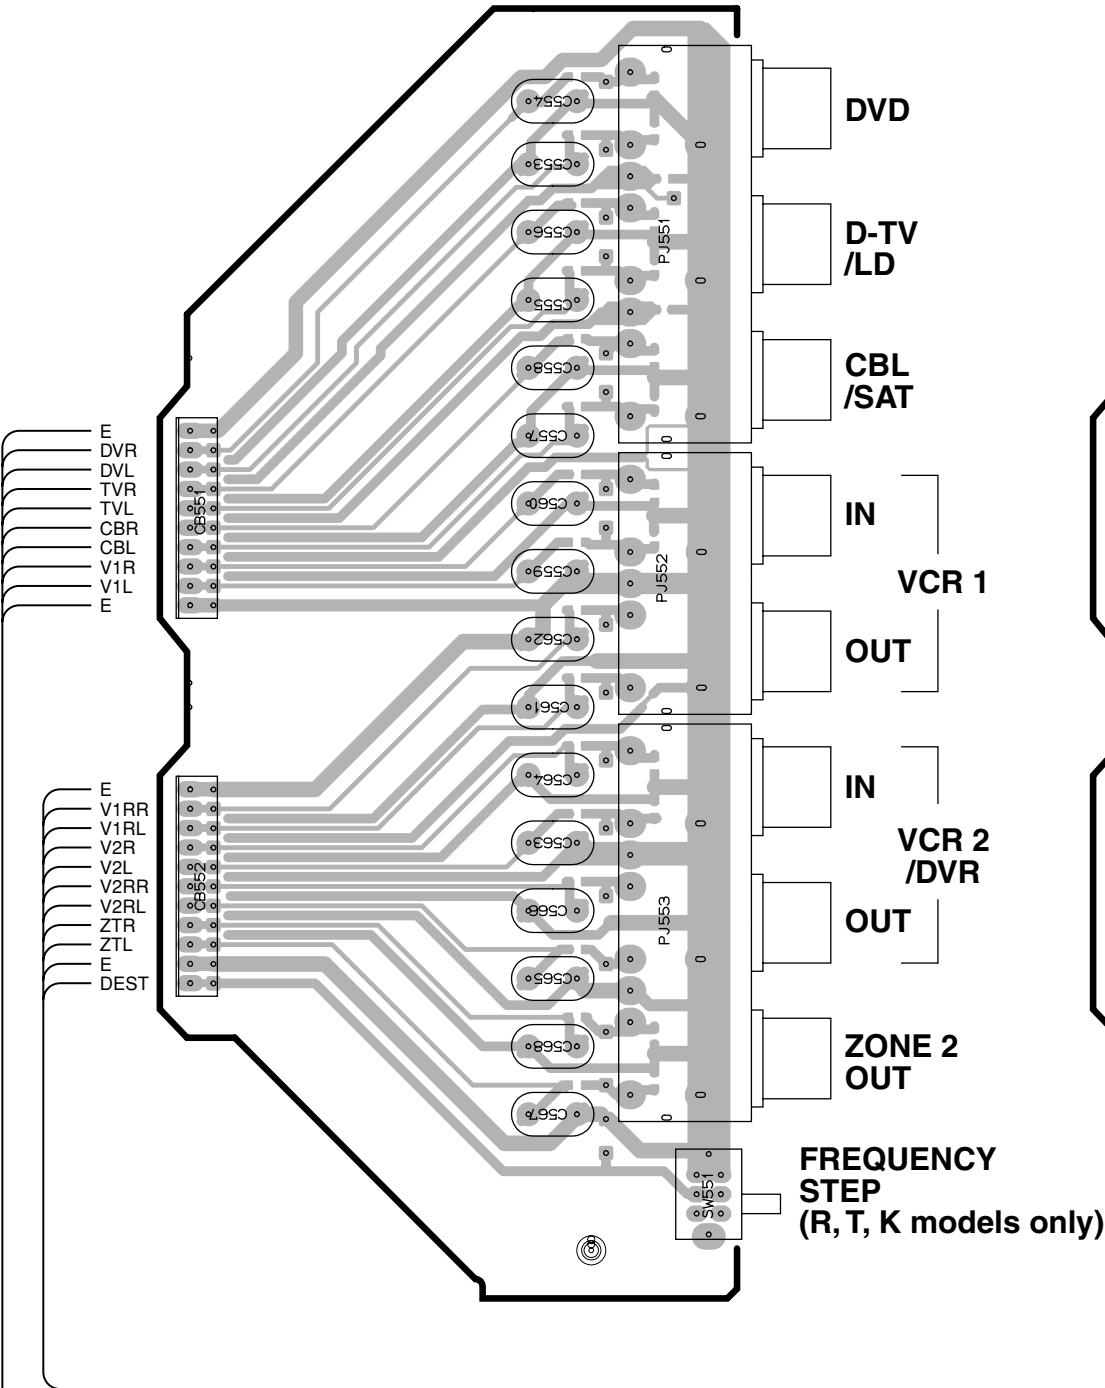 DVD
D-TV
/LD
CBL
/SAT
IN
VCR 1
OUT
IN
VCR 2
/DVR
OUT
ZONE 2
OUT
FREQUENCY
STEP
(R, T, K models only)
E
DVR
DVL
TVR
TVL
CBR
CBL
V1R
V1L
E
E
V1RR
V1RL
V2R
V2L
V2RR
V2RL
ZTR
ZTL
E
DEST
CB551
CB552
C554
C553
C556
C555
C558
C557
C560
C559
C562
C561
C564
C563
C566
C565
C568
C567
PJ551
PJ552
PJ553
SW551